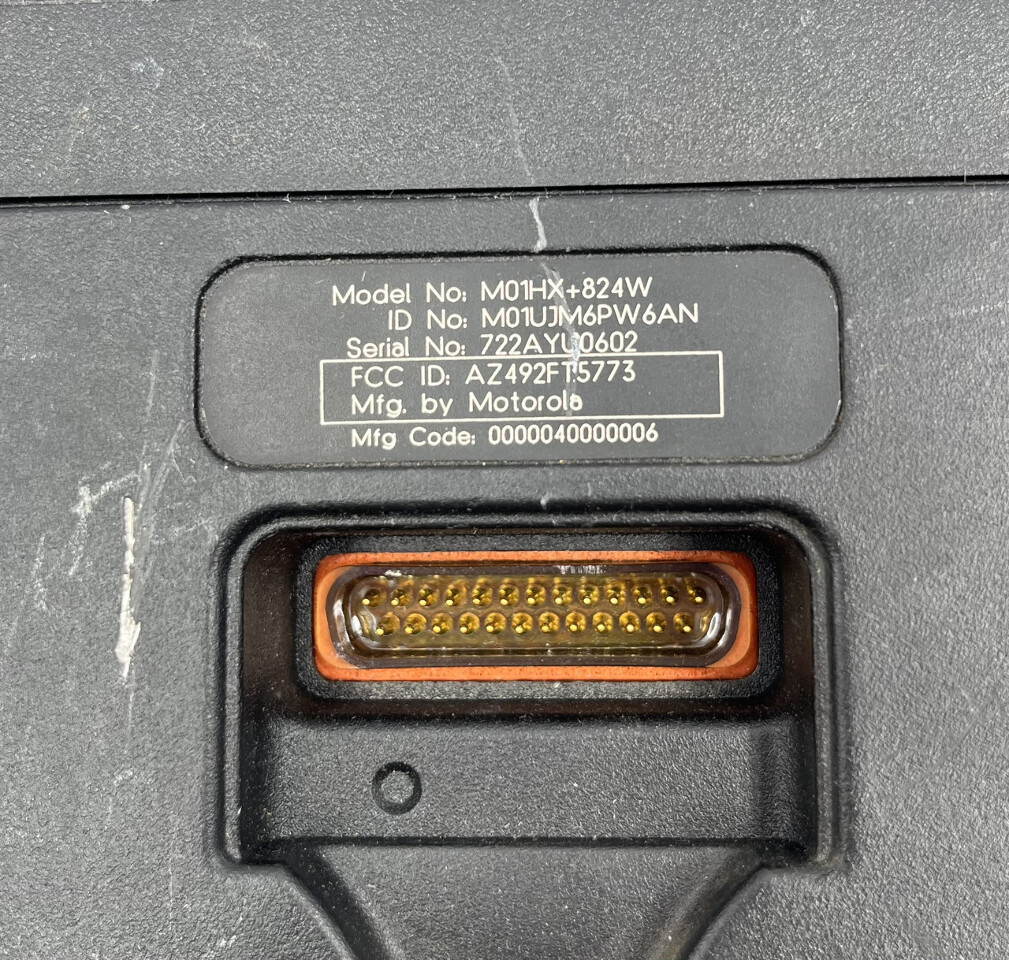 Model No: M01HX+824W
ID No: M01UJM6PW6AN
Serial No: 722AYU0602
FCC ID: AZ492FT5773
Mfg. by Motorola
Mfg Code: 0000040000006